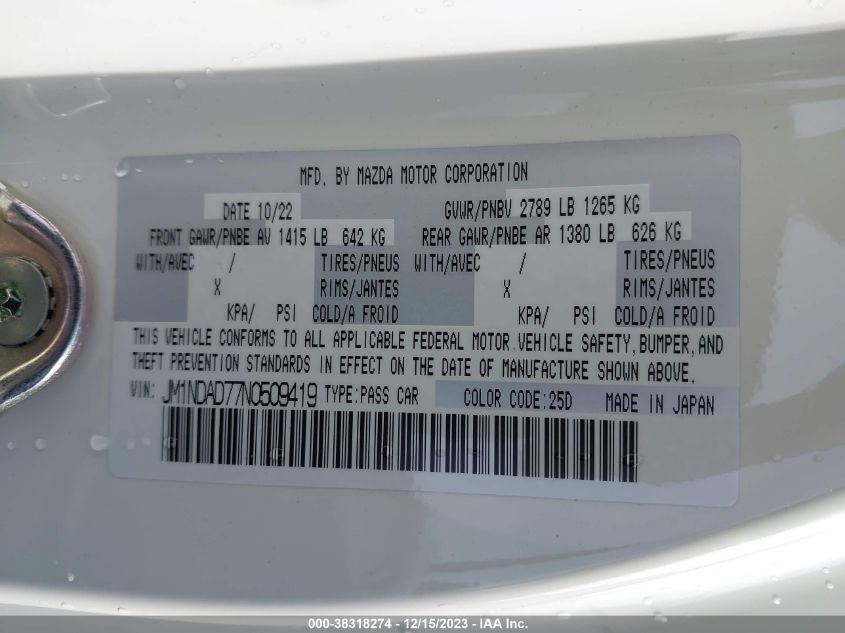 MFD. BY MAZDA MOTOR CORPORATION
DATE 10/22 GVWR/PNBV 2789 LB 1265 KG
FRONT GAWR/PNBE AV 1415 LB 642 KG REAR GAWR/PNBE AR 1380 LB 626 KG
WITH/AVEC / TIRES/PNEUS WITH/AVEC / TIRES/PNEUS
X RIMS/JANTES X RIMS/JANTES
KPA/ PSI COLD/A FROID KPA/ PSI COLD/A FROID
THIS VEHICLE CONFORMS TO ALL APPLICABLE FEDERAL MOTOR VEHICLE SAFETY, BUMPER, AND
THEFT PREVENTION STANDARDS IN EFFECT ON THE DATE OF MANUFACTURE SHOWN ABOVE.
VIN: JM1NDAD77N0509419 TYPE:PASS CAR COLOR CODE:25D MADE IN JAPAN
000-38318274 - 12/15/2023 - IAA Inc.